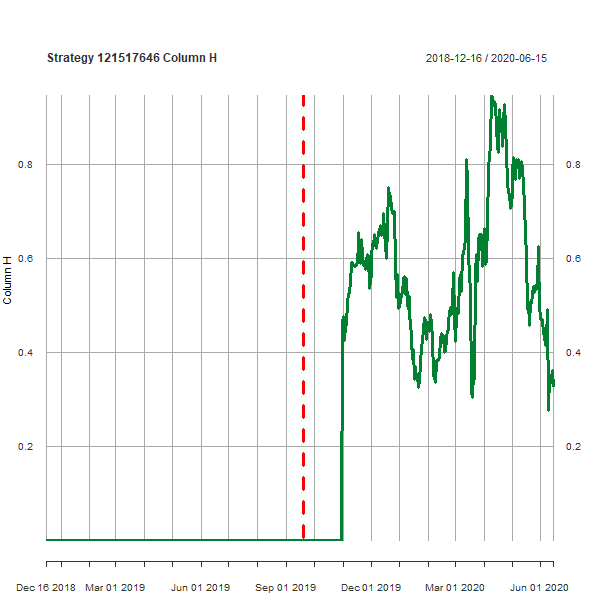 Strategy 121517646 Column H 2018-12-16 / 2020-06-15
0.8 0.8
0.6 0.6
Column H
0.4 0.4
0.2 0.2
Dec 16 2018 Mar 01 2019 Jun 01 2019 Sep 01 2019 Dec 01 2019 Mar 01 2020 Jun 01 2020